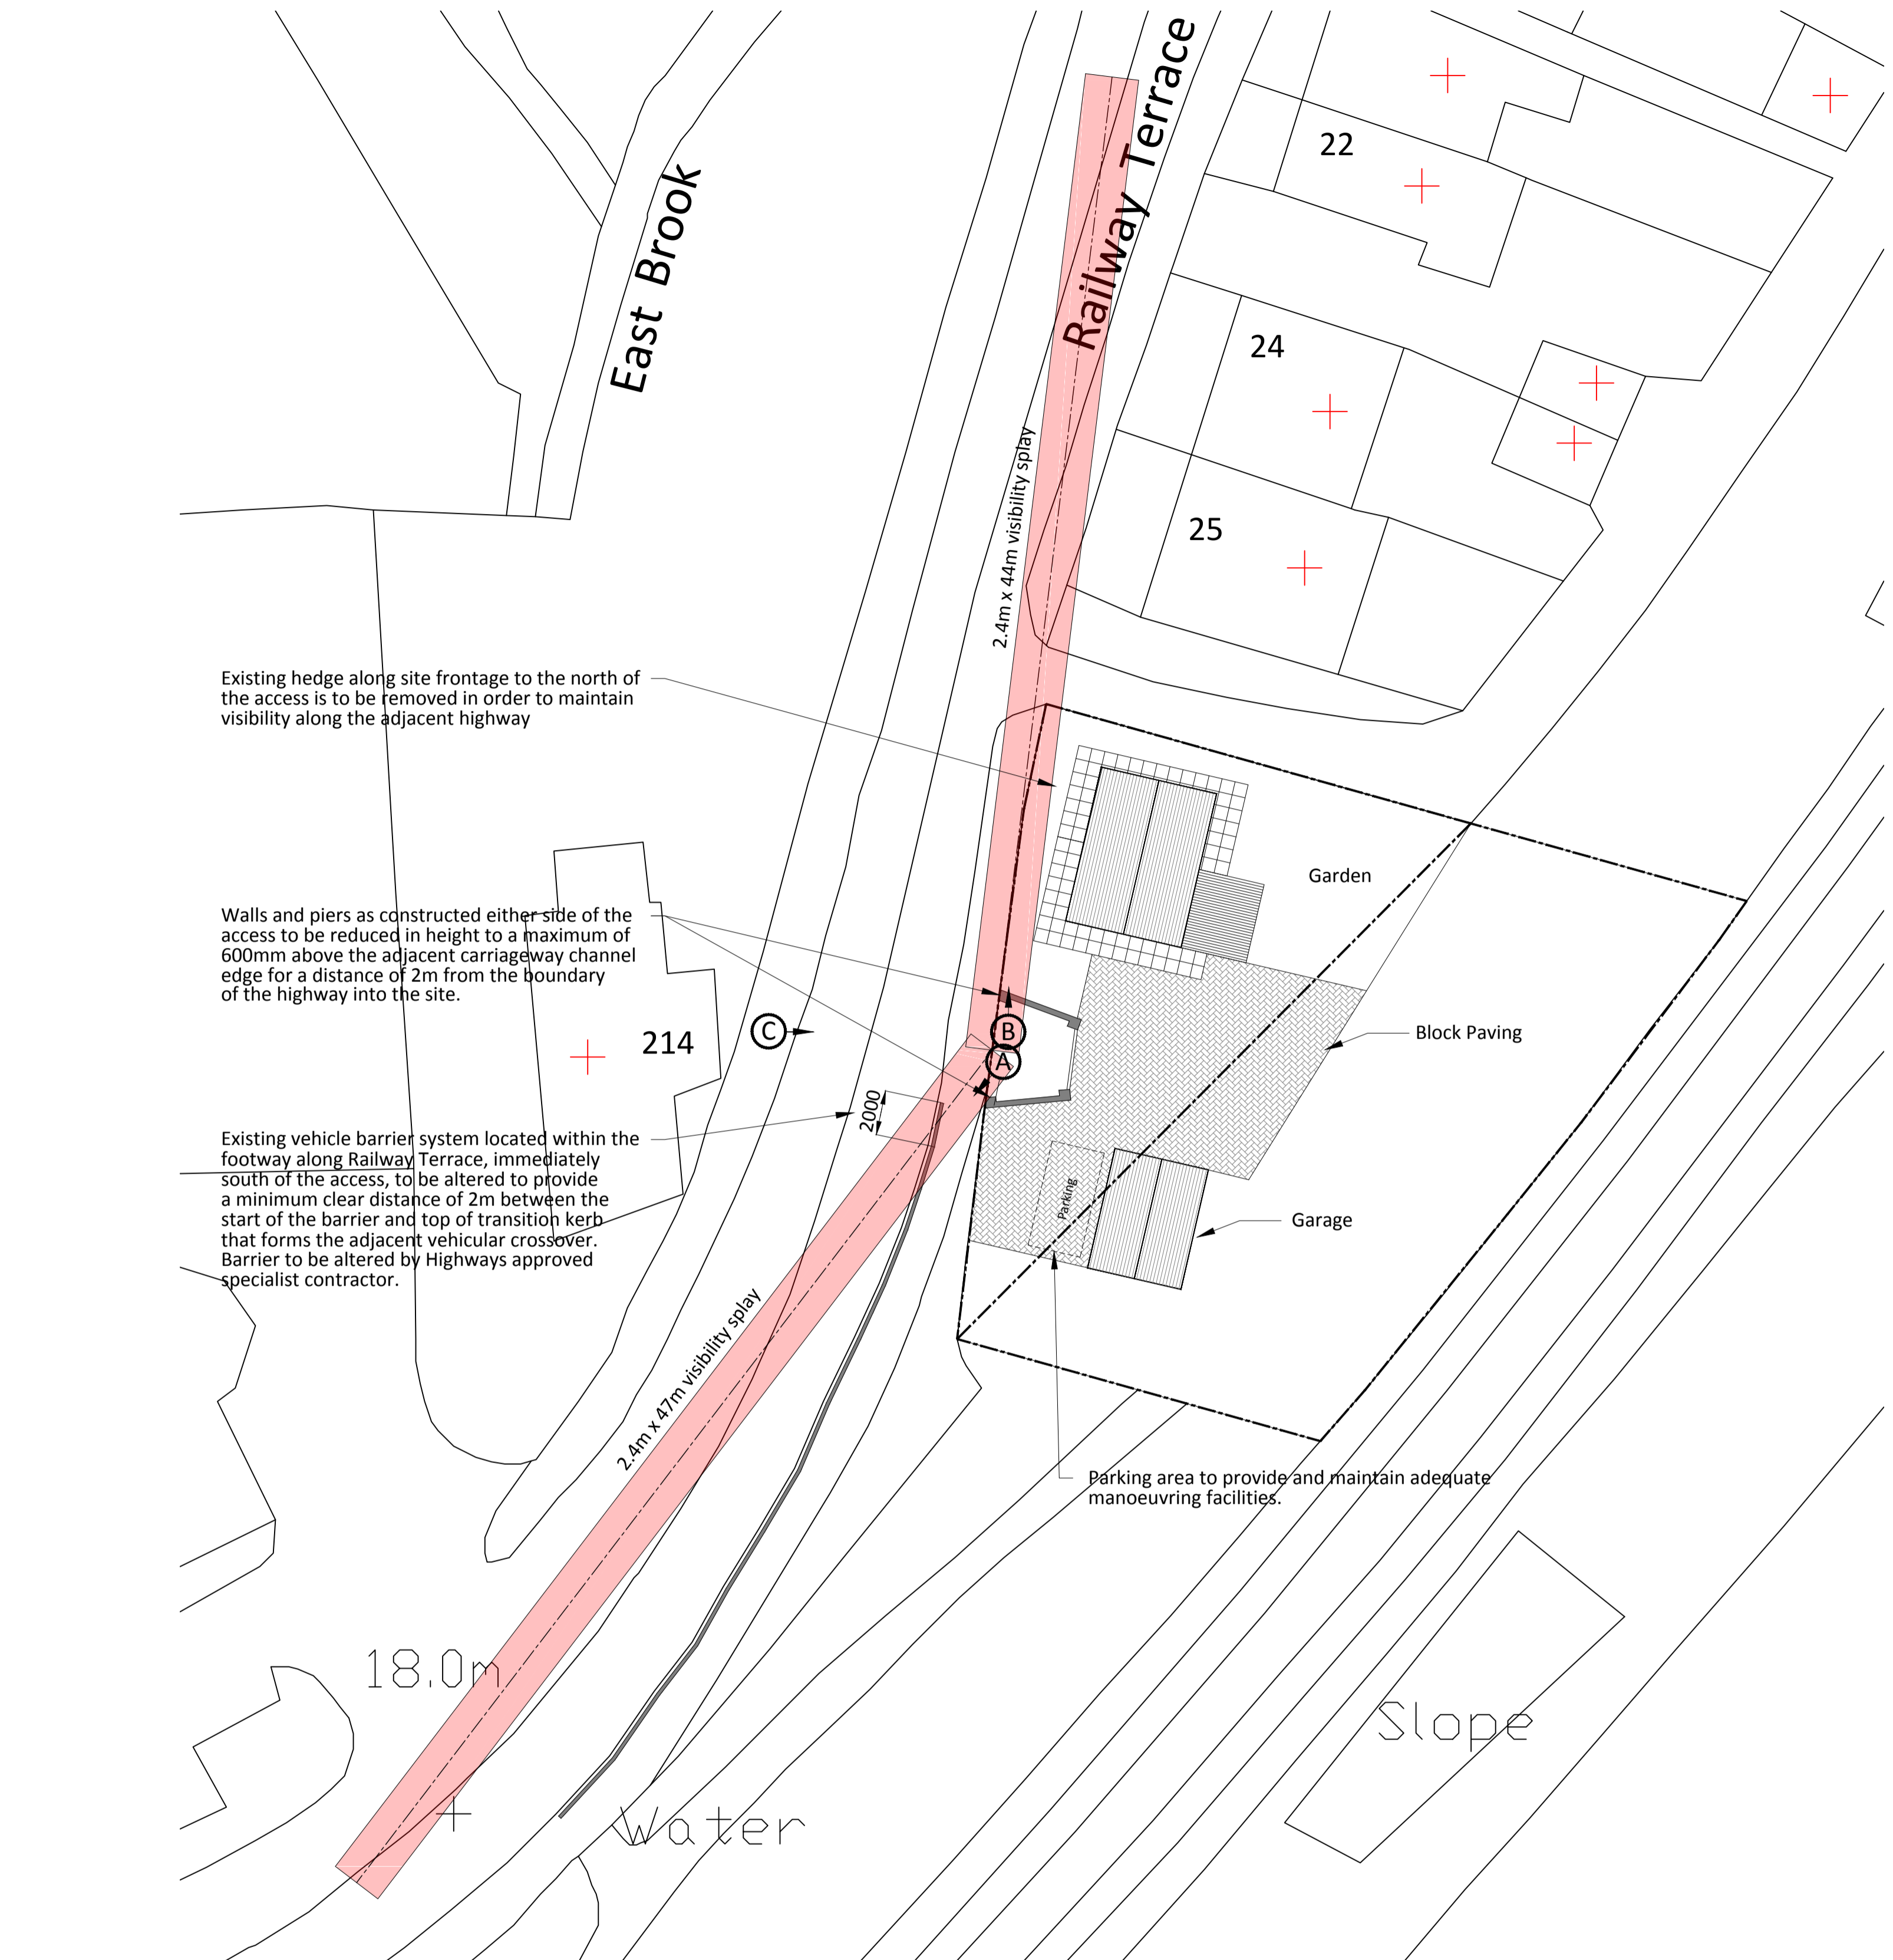 Railway Terrace
East Brook
22
24
25
2.4m x 44m visibility splay
Existing hedge along site frontage to the north of
the access is to be removed in order to maintain
visibility along the adjacent highway
Garden
Walls and piers as constructed either side of the
access to be reduced in height to a maximum of
600mm above the adjacent carriageway channel
edge for a distance of 2m from the boundary
of the highway into the site.
214
C
B
A
Block Paving
2000
Existing vehicle barrier system located within the
footway along Railway Terrace, immediately
south of the access, to be altered to provide
a minimum clear distance of 2m between the
start of the barrier and top of transition kerb
that forms the adjacent vehicular crossover.
Barrier to be altered by Highways approved
specialist contractor.
Parking
Garage
2.4m x 47m visibility splay
Parking area to provide and maintain adequate
manoeuvring facilities.
18.0m
Slope
Water